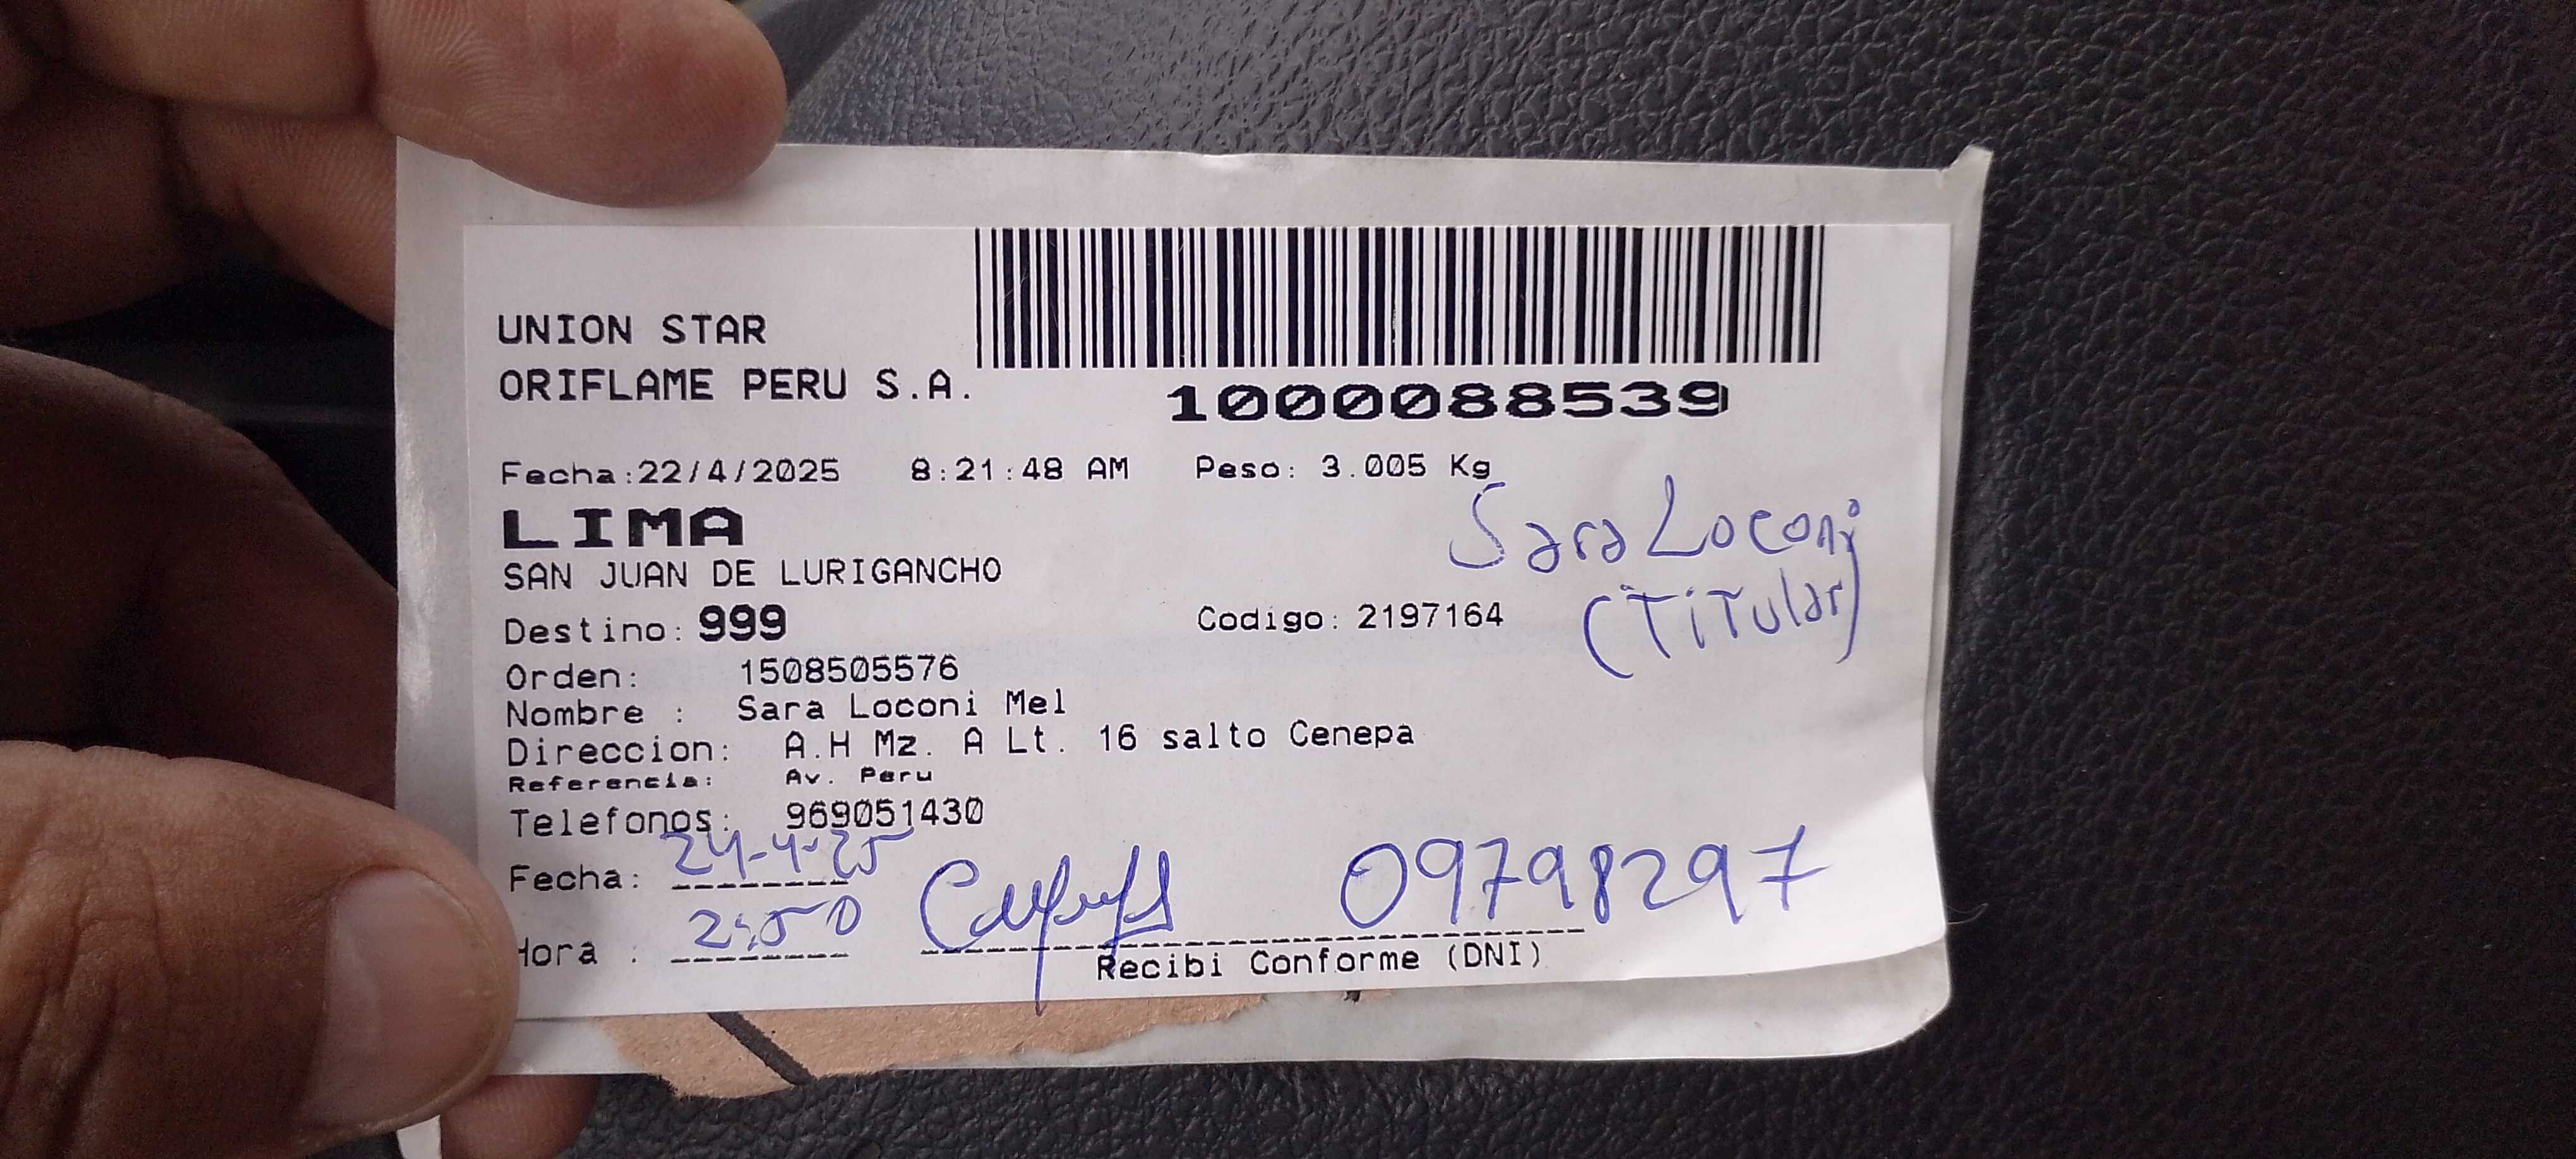 UNION STAR
ORIFLAME PERU S.A.
1000088539
Fecha:22/4/2025 8:21:48 AM Peso: 3.005 Kg
LIMA
Sara Loconi
SAN JUAN DE LURIGANCHO
(Titular)
Destino: 999 Codigo: 2197164
Orden: 1508505576
Nombre : Sara Loconi Mel
Direccion: A.H Mz. A Lt. 16 salto Cenepa
Referencia: Av. Peru
Telefonos: 969051430
Fecha: 24-4-25 09798297
Hora : 2:50
Recibi Conforme (DNI)